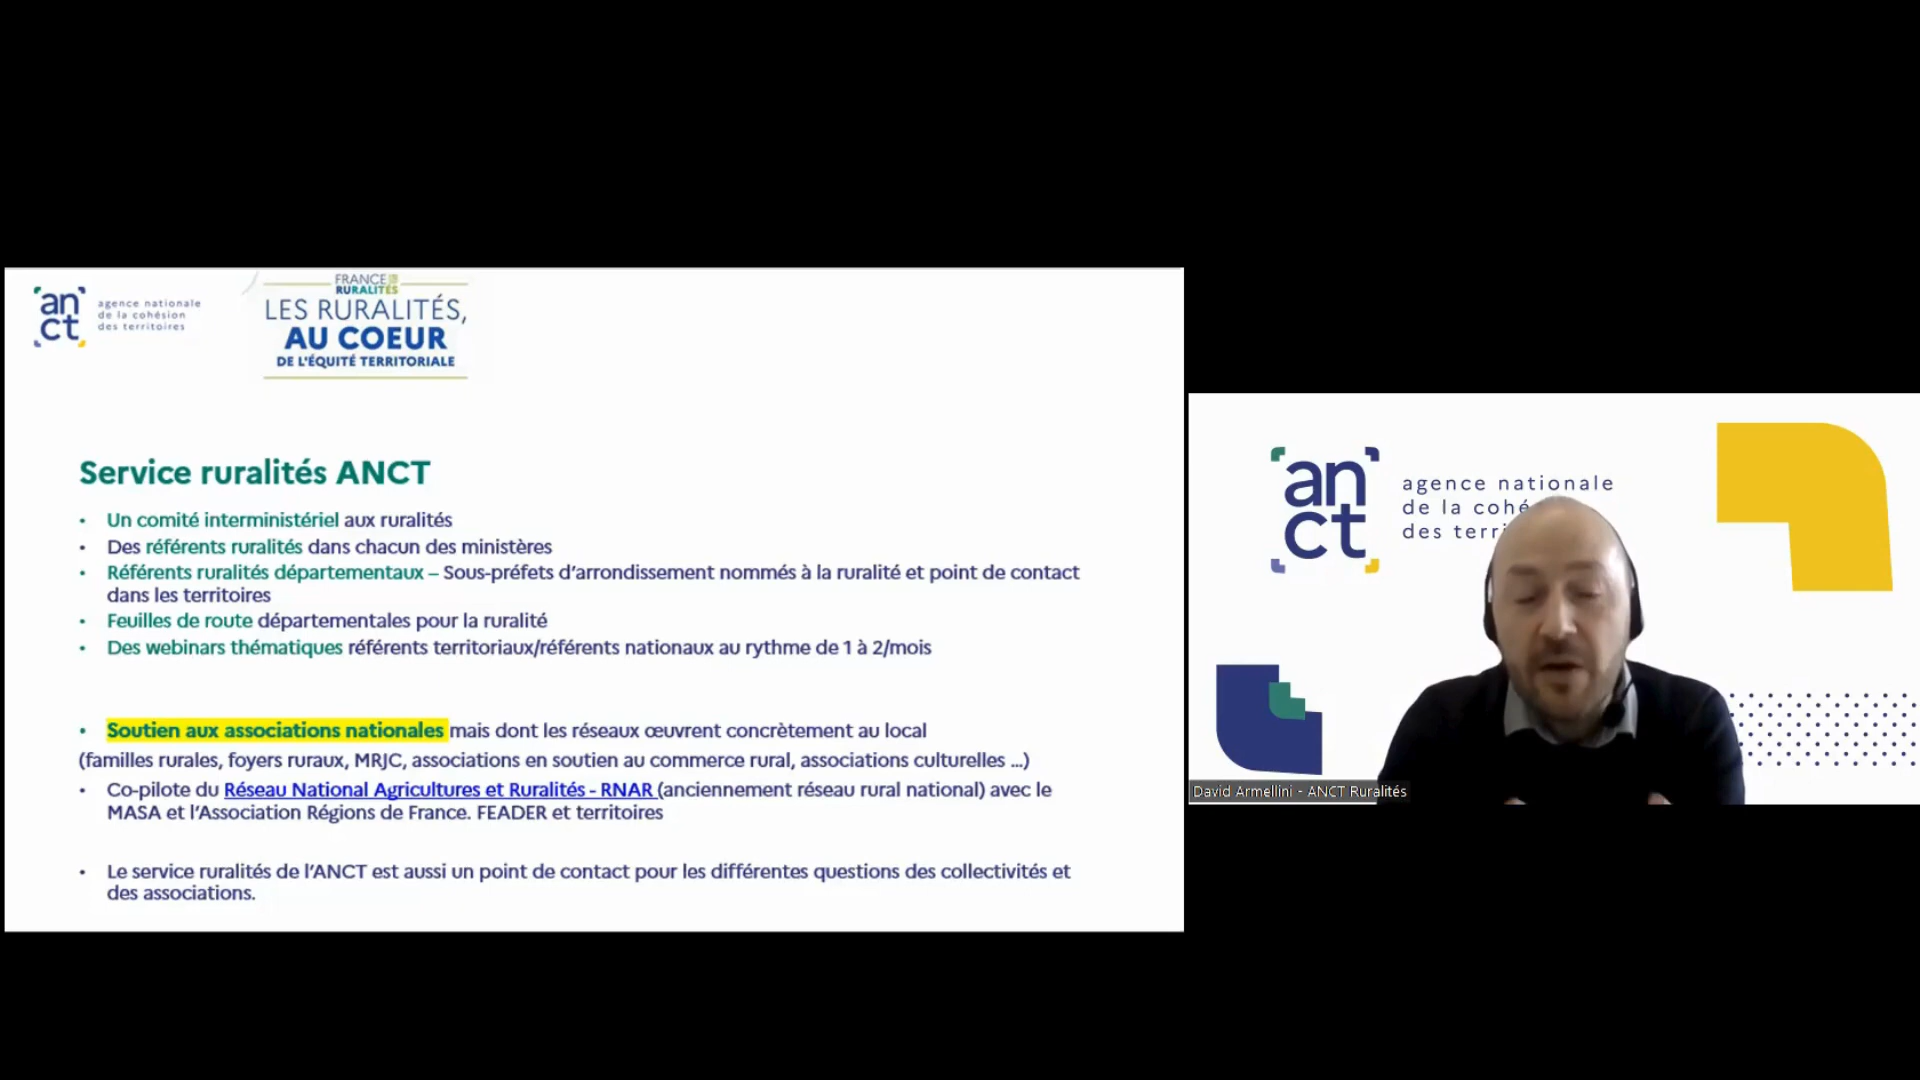 an
ct
agence nationale
de la cohésion
des territoires
FRANCE
RURALITÉS
LES RURALITÉS,
AU COEUR
DE L'ÉQUITÉ TERRITORIALE
Service ruralités ANCT
• Un comité interministériel aux ruralités
• Des référents ruralités dans chacun des ministères
• Référents ruralités départementaux – Sous-préfets d'arrondissement nommés à la ruralité et point de contact
dans les territoires
• Feuilles de route départementales pour la ruralité
• Des webinars thématiques référents territoriaux/référents nationaux au rythme de 1 à 2/mois
• Soutien aux associations nationales mais dont les réseaux œuvrent concrètement au local
(familles rurales, foyers ruraux, MRJC, associations en soutien au commerce rural, associations culturelles ...)
• Co-pilote du Réseau National Agricultures et Ruralités - RNAR (anciennement réseau rural national) avec le
MASA et l'Association Régions de France. FEADER et territoires
• Le service ruralités de l'ANCT est aussi un point de contact pour les différentes questions des collectivités et
des associations.
an
ct
agence nationale
de la cohé
des terr
David Armellini - ANCT Ruralités